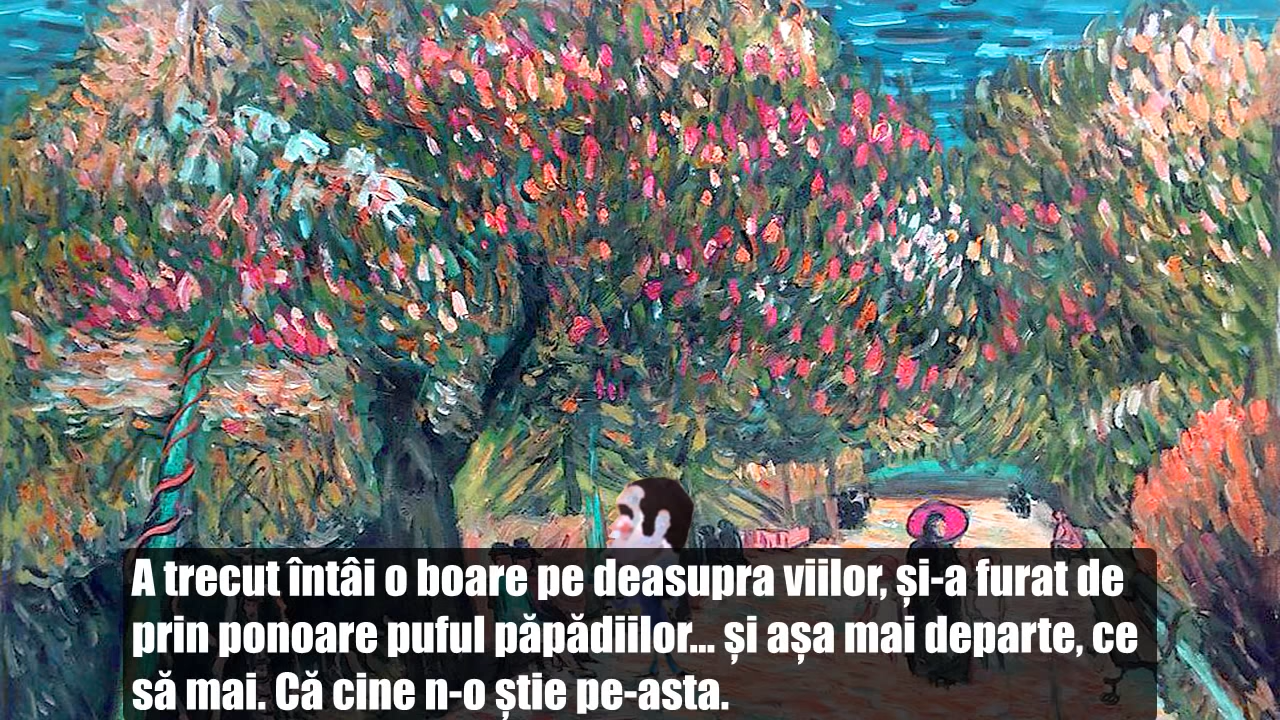 A trecut întâi o boare pe deasupra viilor, și-a furat de
prin ponoare puful păpădiilor... și așa mai departe, ce
să mai. Că cine n-o știe pe-asta.